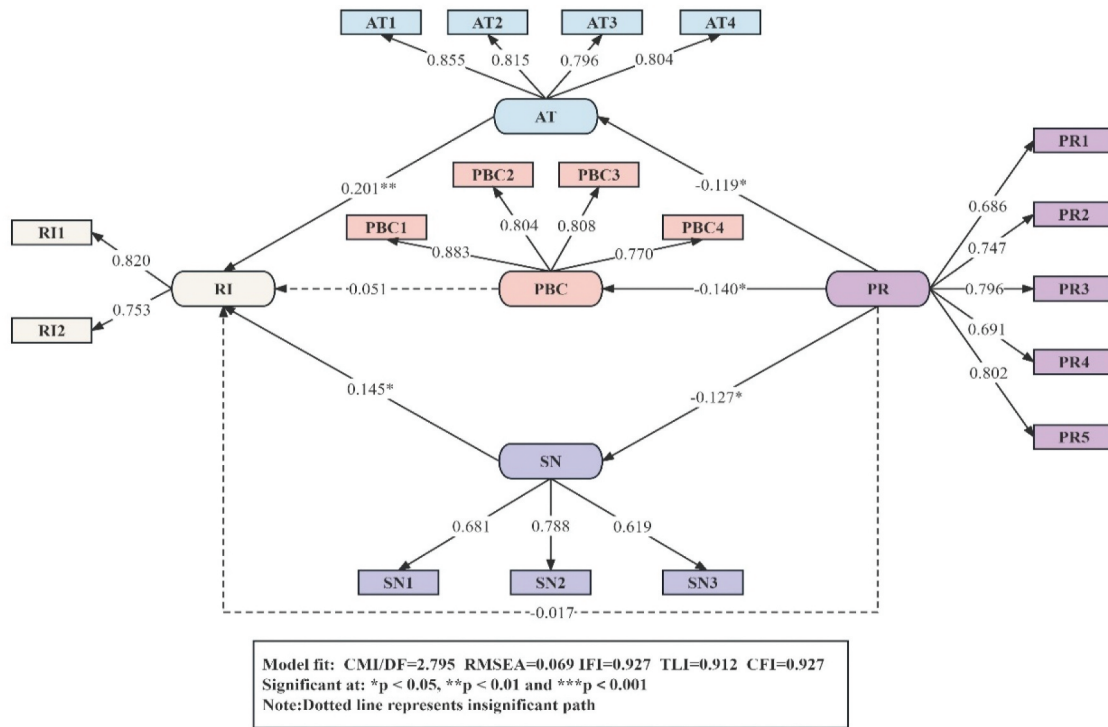 AT1 AT2 AT3 AT4
0.855 0.815 0.796 0.804
AT
PR1
PBC2 PBC3
0.201** -0.119*
0.686
PR2
PBC1 0.804 0.808 PBC4
RI1
0.883 0.770
0.747
0.820
RI 0.051 PBC -0.140* PR 0.796 PR3
0.753
RI2
0.691
PR4
0.802
0.145* -0.127*
PR5
SN
0.681 0.788 0.619
SN1 SN2 SN3
-0.017
Model fit: CMI/DF=2.795 RMSEA=0.069 IFI=0.927 TLI=0.912 CFI=0.927
Significant at: *p < 0.05, **p < 0.01 and ***p < 0.001
Note:Dotted line represents insignificant path